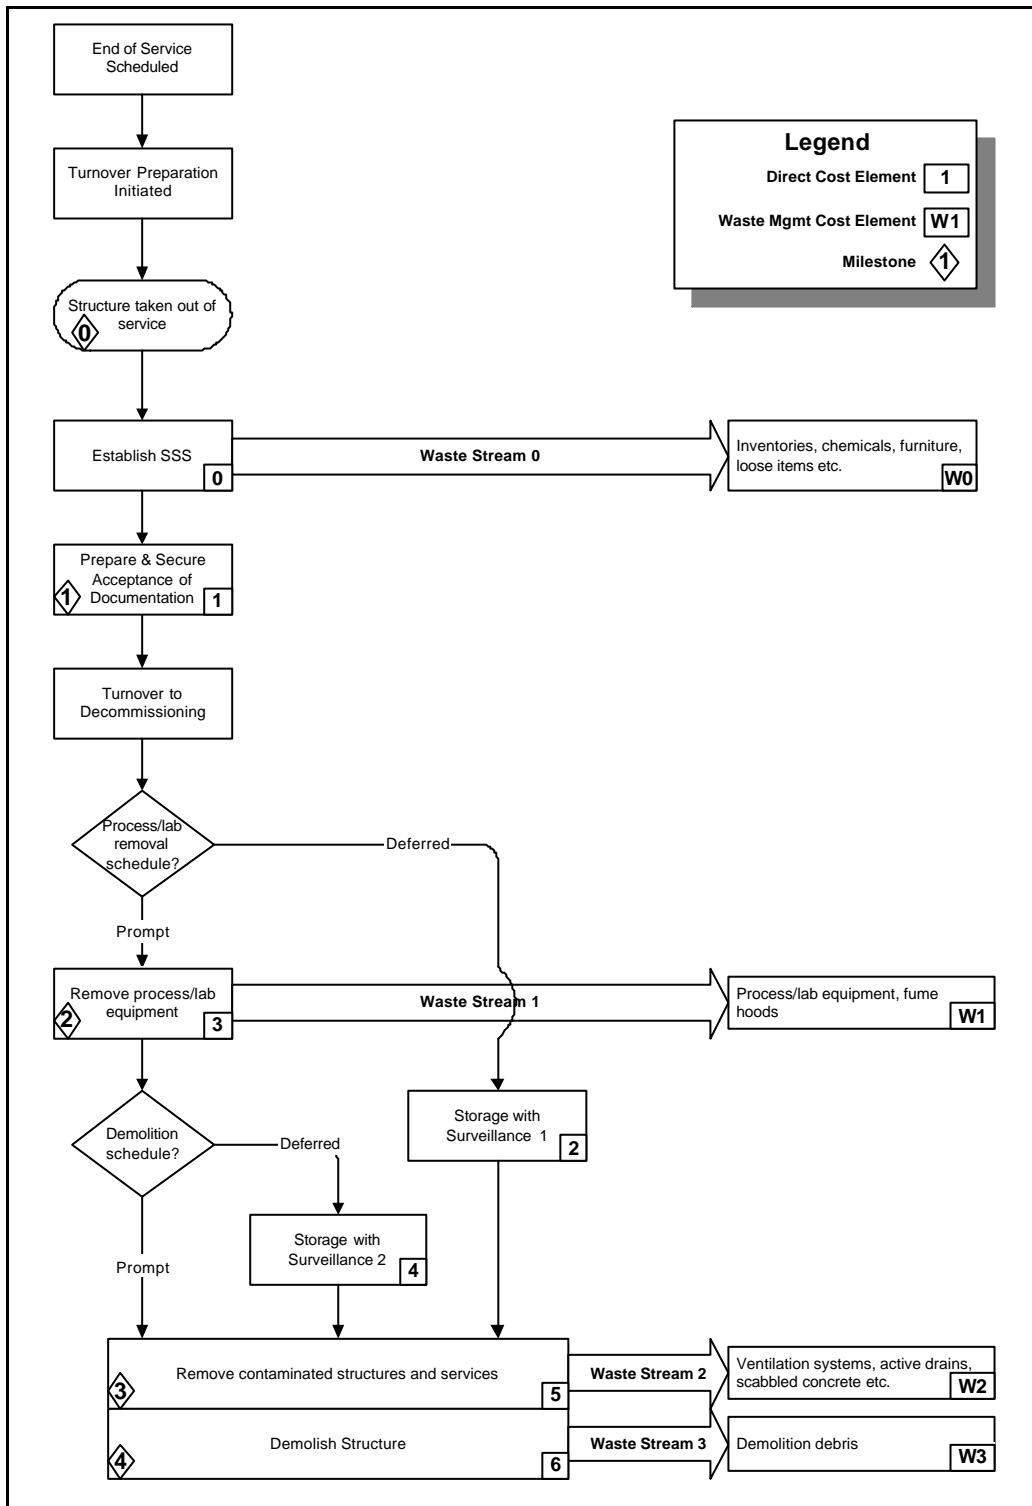 End of Service
Scheduled
Legend
Direct Cost Element 1
Waste Mgmt Cost Element W1
Milestone 1
Turnover Preparation
Initiated
Structure taken out of
service
0
Establish SSS
0
Waste Stream 0
Inventories, chemicals, furniture,
loose items etc.
W0
Prepare & Secure
Acceptance of
Documentation
1
1
Turnover to
Decommissioning
Process/lab
removal
schedule?
Deferred
Prompt
Remove process/lab
equipment
2
3
Waste Stream 1
Process/lab equipment, fume
hoods
W1
Storage with
Surveillance 1
2
Demolition
schedule?
Deferred
Storage with
Surveillance 2
4
Prompt
Remove contaminated structures and services
3
5
Waste Stream 2
Ventilation systems, active drains,
scabbled concrete etc.
W2
Demolish Structure
4
6
Waste Stream 3
Demolition debris
W3